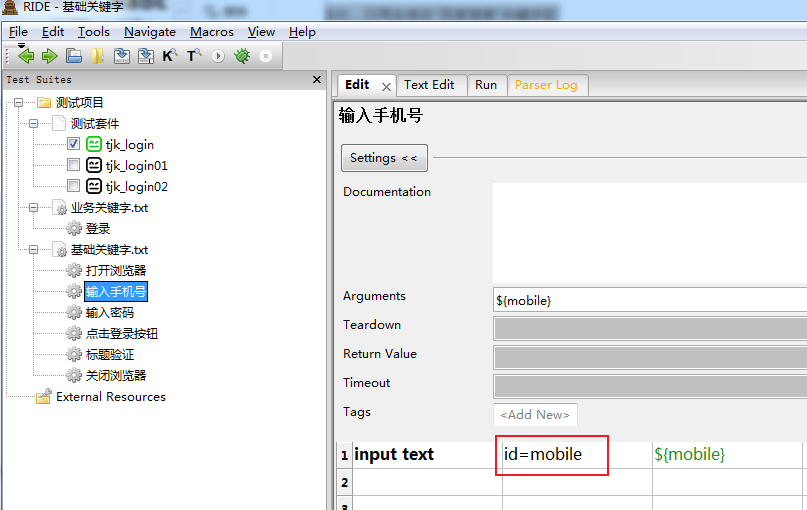 RIDE - 基础关键字
File Edit Tools Navigate Macros View Help
Test Suites
测试项目
测试套件
tjk_login
tjk_login01
tjk_login02
业务关键字.txt
登录
基础关键字.txt
打开浏览器
输入手机号
输入密码
点击登录按钮
标题验证
关闭浏览器
External Resources
Edit Text Edit Run Parser Log
输入手机号
Settings <<
Documentation
Arguments ${mobile}
Teardown
Return Value
Timeout
Tags <Add New>
1 input text id=mobile ${mobile}
2